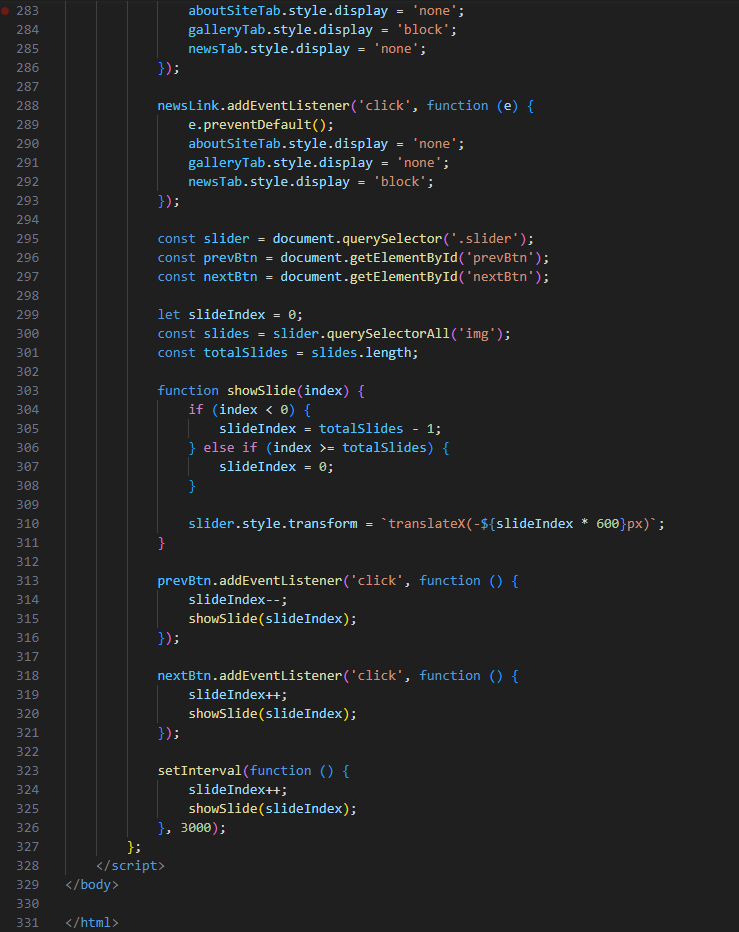 283 aboutSiteTab.style.display = 'none';
284 galleryTab.style.display = 'block';
285 newsTab.style.display = 'none';
286 });
287
288 newsLink.addEventListener('click', function (e) {
289 e.preventDefault();
290 aboutSiteTab.style.display = 'none';
291 galleryTab.style.display = 'none';
292 newsTab.style.display = 'block';
293 });
294
295 const slider = document.querySelector('.slider');
296 const prevBtn = document.getElementById('prevBtn');
297 const nextBtn = document.getElementById('nextBtn');
298
299 let slideIndex = 0;
300 const slides = slider.querySelectorAll('img');
301 const totalSlides = slides.length;
302
303 function showSlide(index) {
304 if (index < 0) {
305 slideIndex = totalSlides - 1;
306 } else if (index >= totalSlides) {
307 slideIndex = 0;
308 }
309
310 slider.style.transform = `translateX(-${slideIndex * 600}px)`;
311 }
312
313 prevBtn.addEventListener('click', function () {
314 slideIndex--;
315 showSlide(slideIndex);
316 });
317
318 nextBtn.addEventListener('click', function () {
319 slideIndex++;
320 showSlide(slideIndex);
321 });
322
323 setInterval(function () {
324 slideIndex++;
325 showSlide(slideIndex);
326 }, 3000);
327 };
328 </script>
329 </body>
330
331 </html>